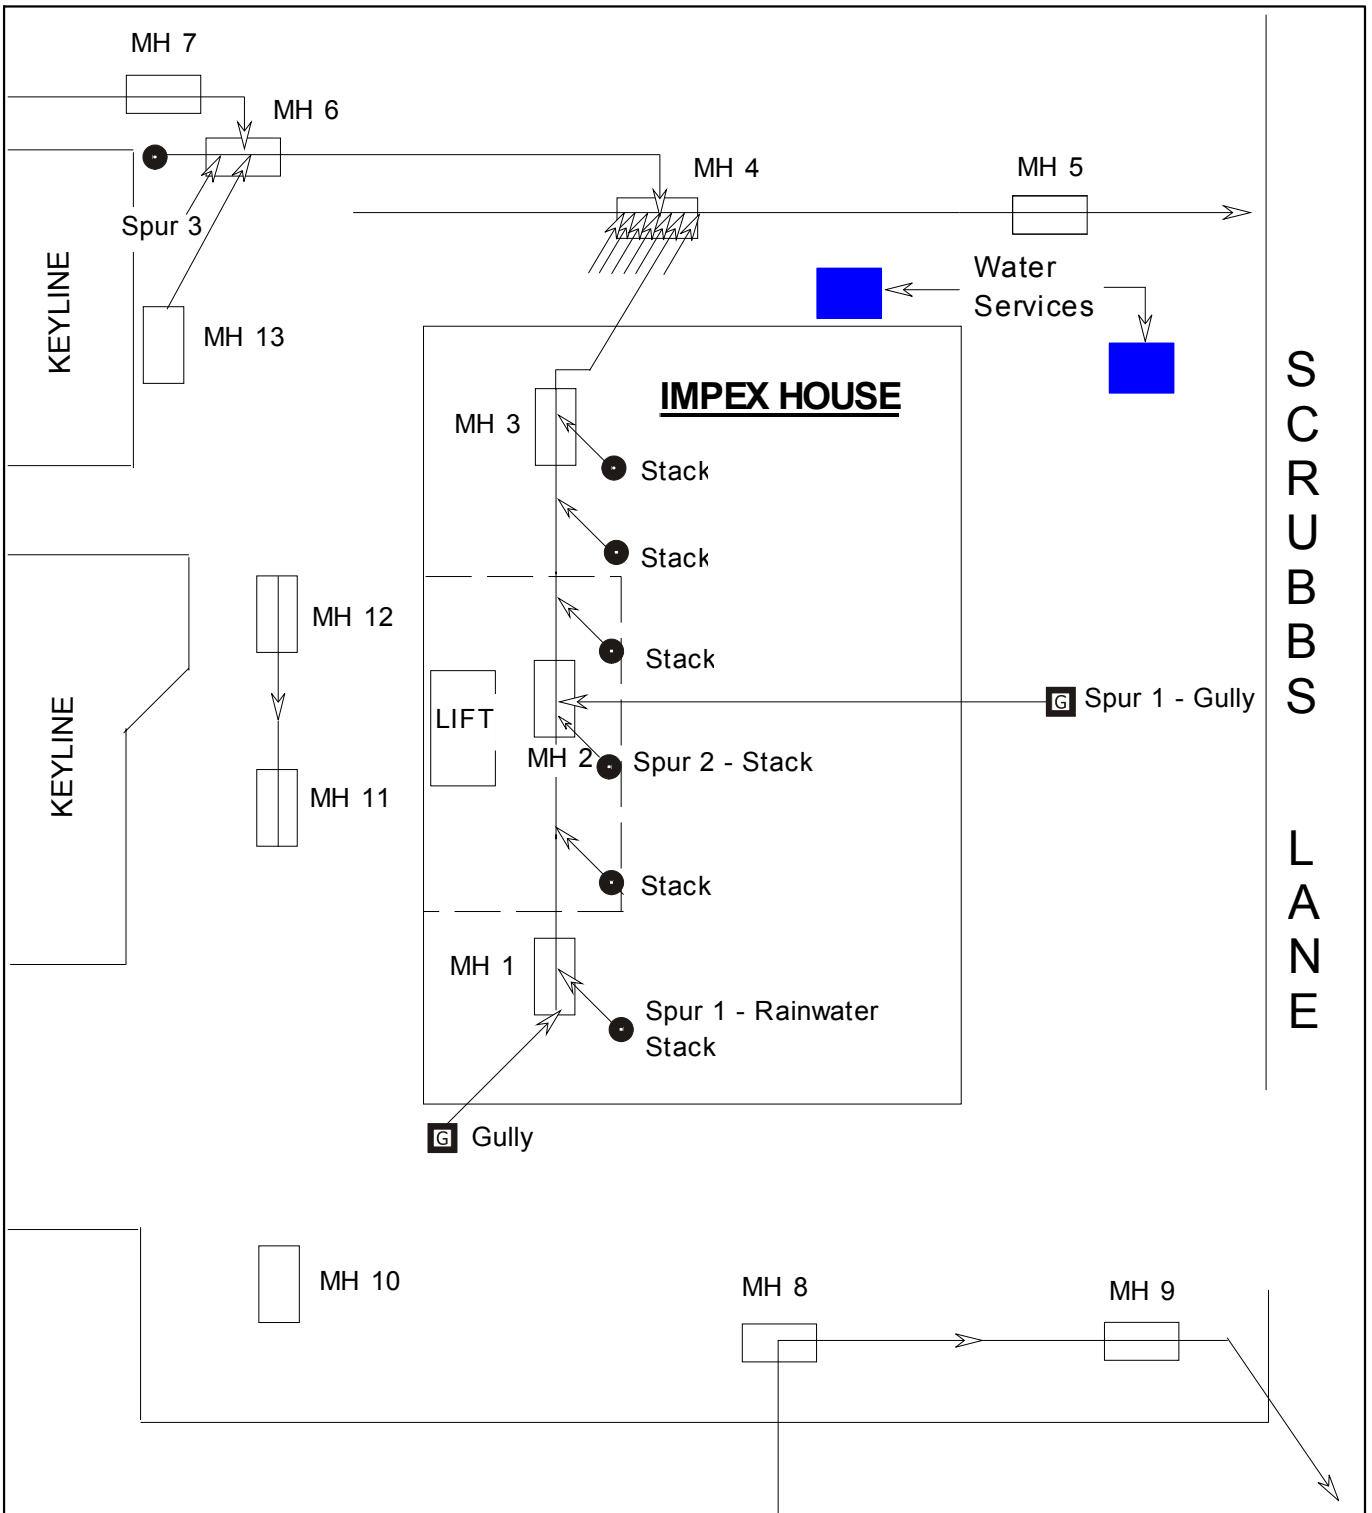 MH 7
MH 6
MH 4
MH 5
Spur 3
Water
Services
KEYLINE
MH 13
IMPEX HOUSE
MH 3
Stack
Stack
MH 12
Stack
LIFT
G Spur 1 - Gully
MH 2
Spur 2 - Stack
KEYLINE
MH 11
Stack
MH 1
Spur 1 - Rainwater
Stack
G Gully
SCRUBBS LANE
MH 10
MH 8
MH 9